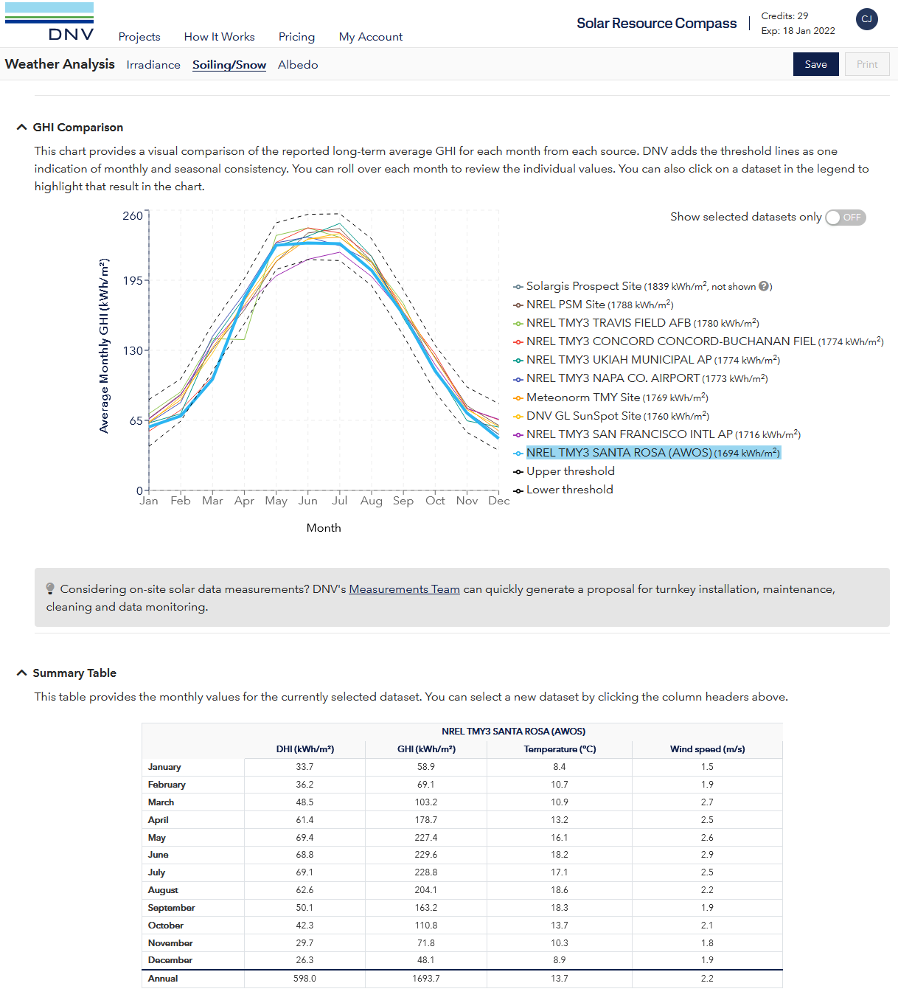 DNV
Projects How It Works Pricing My Account
Solar Resource Compass
Credits: 29
Exp: 18 Jan 2022
CJ
Weather Analysis Irradiance Soiling/Snow Albedo
Save Print
GHI Comparison
This chart provides a visual comparison of the reported long-term average GHI for each month from each source. DNV adds the threshold lines as one
indication of monthly and seasonal consistency. You can roll over each month to review the individual values. You can also click on a dataset in the legend to
highlight that result in the chart.
Show selected datasets only OFF
Average Monthly GHI (kWh/m²)
260
195
130
65
0
Jan Feb Mar Apr May Jun Jul Aug Sep Oct Nov Dec
Month
Solargis Prospect Site (1839 kWh/m², not shown ?)
NREL PSM Site (1788 kWh/m²)
NREL TMY3 TRAVIS FIELD AFB (1780 kWh/m²)
NREL TMY3 CONCORD CONCORD-BUCHANAN FIEL (1774 kWh/m²)
NREL TMY3 UKIAH MUNICIPAL AP (1774 kWh/m²)
NREL TMY3 NAPA CO. AIRPORT (1773 kWh/m²)
Meteonorm TMY Site (1769 kWh/m²)
DNV GL SunSpot Site (1760 kWh/m²)
NREL TMY3 SAN FRANCISCO INTL AP (1716 kWh/m²)
NREL TMY3 SANTA ROSA (AWOS) (1694 kWh/m²)
Upper threshold
Lower threshold
Considering on-site solar data measurements? DNV's Measurements Team can quickly generate a proposal for turnkey installation, maintenance,
cleaning and data monitoring.
Summary Table
This table provides the monthly values for the currently selected dataset. You can select a new dataset by clicking the column headers above.
NREL TMY3 SANTA ROSA (AWOS)
DHI (kWh/m²) GHI (kWh/m²) Temperature (°C) Wind speed (m/s)
January 33.7 58.9 8.4 1.5
February 36.2 69.1 10.7 1.9
March 48.5 103.2 10.9 2.7
April 61.4 178.7 13.2 2.5
May 69.4 227.4 16.1 2.6
June 68.8 229.6 18.2 2.9
July 69.1 228.8 17.1 2.5
August 62.6 204.1 18.6 2.2
September 50.1 163.2 18.3 1.9
October 42.3 110.8 13.7 2.1
November 29.7 71.8 10.3 1.8
December 26.3 48.1 8.9 1.9
Annual 598.0 1693.7 13.7 2.2